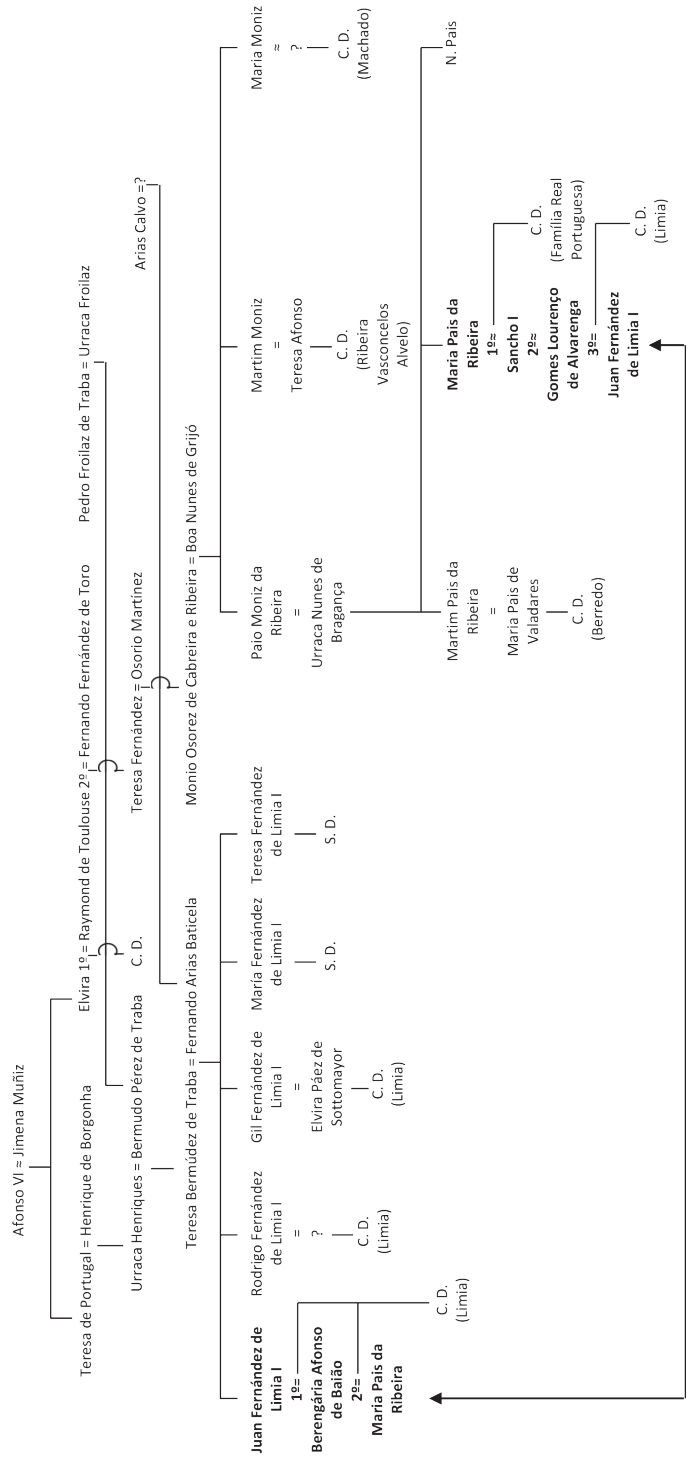 Afonso VI ≈ Jimena Muñiz
Teresa de Portugal = Henrique de Borgonha
Elvira 1º= Raymond de Toulouse 2º = Fernando Fernández de Toro
Pedro Froilaz de Traba = Urraca Froilaz
Urraca Henriques = Bermudo Pérez de Traba
C. D.
Teresa Fernández = Osorio Martínez
Arias Calvo =?
Teresa Bermúdez de Traba = Fernando Arias Baticela
Monio Osorez de Cabreira e Ribeira = Boa Nunes de Grijó
Juan Fernández de
Limia I
1º=
Berengária Afonso
de Baião
2º=
Maria Pais da
Ribeira
C. D.
(Limia)
Rodrigo Fernández
de Limia I
=
?
C. D.
(Limia)
Gil Fernández de
Limia I
=
Elvira Páez de
Sottomayor
C. D.
(Limia)
María Fernández
de Limia I
S. D.
Teresa Fernández
de Limia I
S. D.
Paio Moniz da
Ribeira
=
Urraca Nunes de
Bragança
Martim Moniz
=
Teresa Afonso
C. D.
(Ribeira
Vasconcelos
Alvelo)
Maria Moniz
≈
?
C. D.
(Machado)
Martim Pais da
Ribeira
=
Maria Pais de
Valadares
C. D.
(Berredo)
Maria Pais da
Ribeira
1º≈
Sancho I
2º≈
Gomes Lourenço
de Alvarenga
3º=
Juan Fernández
de Limia I
C. D.
(Família Real
Portuguesa)
C. D.
(Limia)
N. Pais